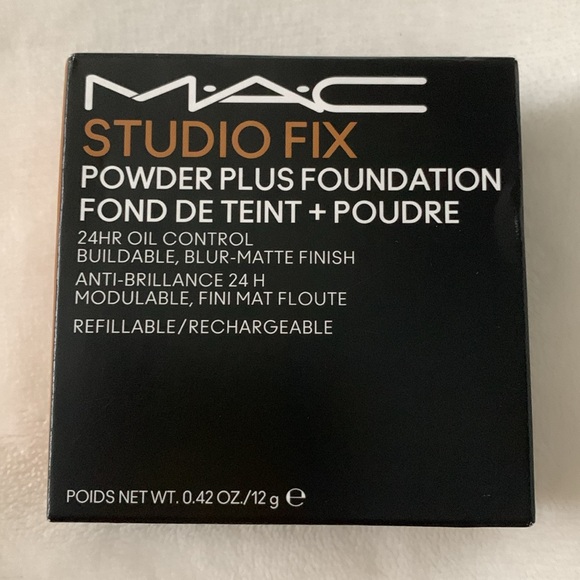 M·A·C
STUDIO FIX
POWDER PLUS FOUNDATION
FOND DE TEINT + POUDRE
24HR OIL CONTROL
BUILDABLE, BLUR-MATTE FINISH
ANTI-BRILLANCE 24 H
MODULABLE, FINI MAT FLOUTE
REFILLABLE/RECHARGEABLE
POIDS NET WT. 0.42 OZ./12 g ℮